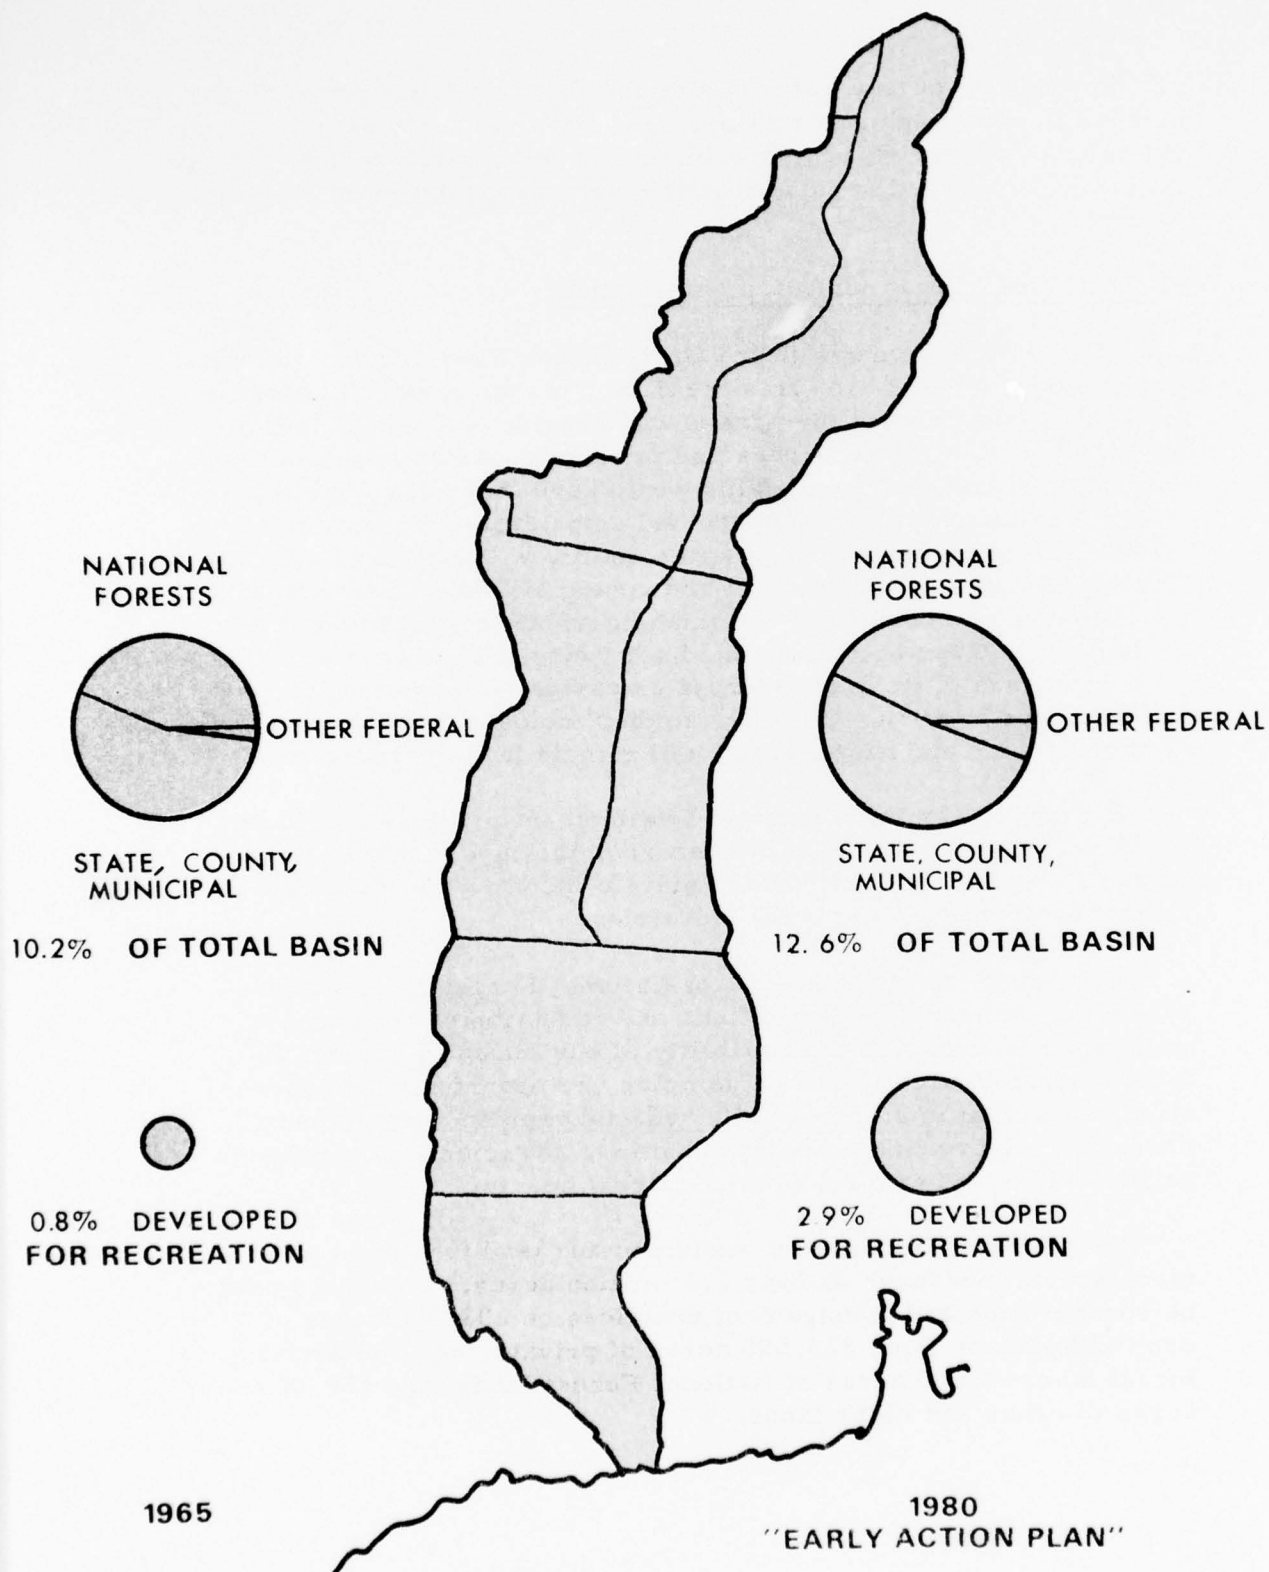 NATIONAL
FORESTS
OTHER FEDERAL
STATE, COUNTY,
MUNICIPAL
10.2% OF TOTAL BASIN
0.8% DEVELOPED
FOR RECREATION
1965
NATIONAL
FORESTS
OTHER FEDERAL
STATE, COUNTY,
MUNICIPAL
12.6% OF TOTAL BASIN
2.9% DEVELOPED
FOR RECREATION
1980
"EARLY ACTION PLAN"